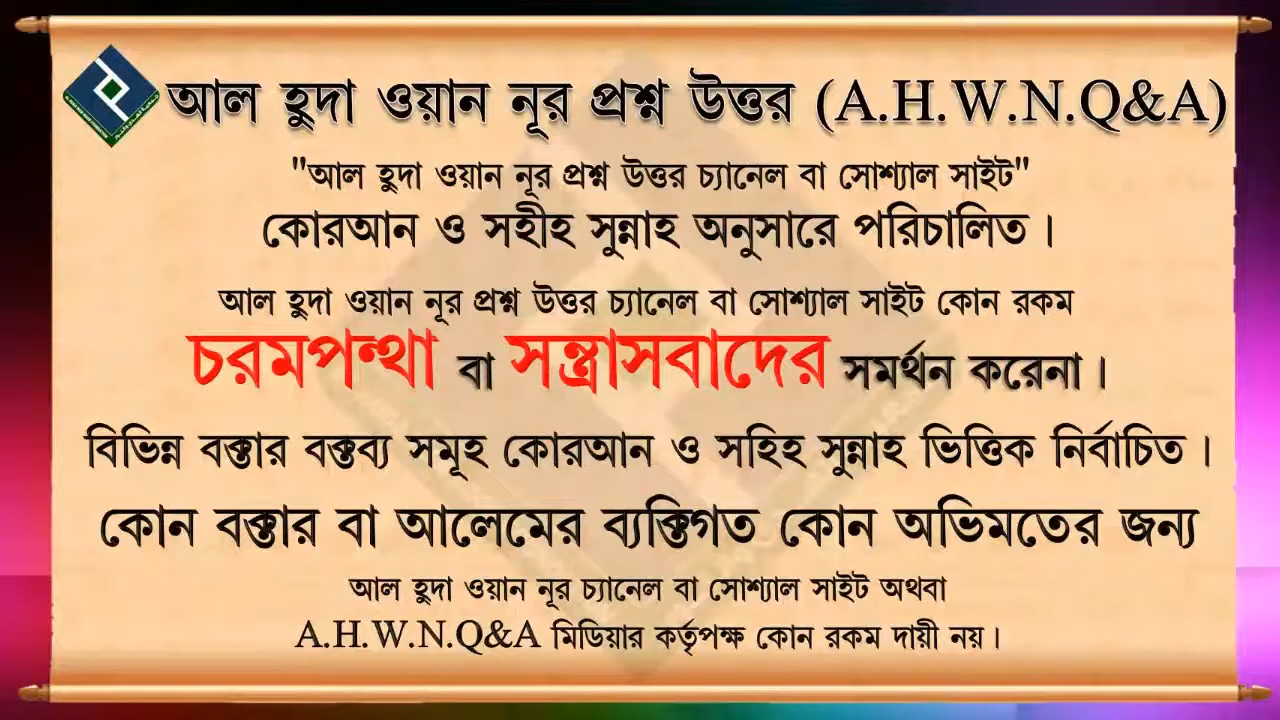 আল হুদা ওয়ান নূর প্রশ্ন উত্তর (A.H.W.N.Q&A)
"আল হুদা ওয়ান নূর প্রশ্ন উত্তর চ্যানেল বা সোশ্যাল সাইট"
কোরআন ও সহীহ সুন্নাহ অনুসারে পরিচালিত।
আল হুদা ওয়ান নূর প্রশ্ন উত্তর চ্যানেল বা সোশ্যাল সাইট কোন রকম
চরমপন্থা বা সন্ত্রাসবাদের সমর্থন করেনা।
বিভিন্ন বক্তার বক্তব্য সমূহ কোরআন ও সহিহ সুন্নাহ ভিত্তিক নির্বাচিত।
কোন বক্তার বা আলেমের ব্যক্তিগত কোন অভিমতের জন্য
আল হুদা ওয়ান নূর চ্যানেল বা সোশ্যাল সাইট অথবা
A.H.W.N.Q&A মিডিয়ার কর্তৃপক্ষ কোন রকম দায়ী নয়।